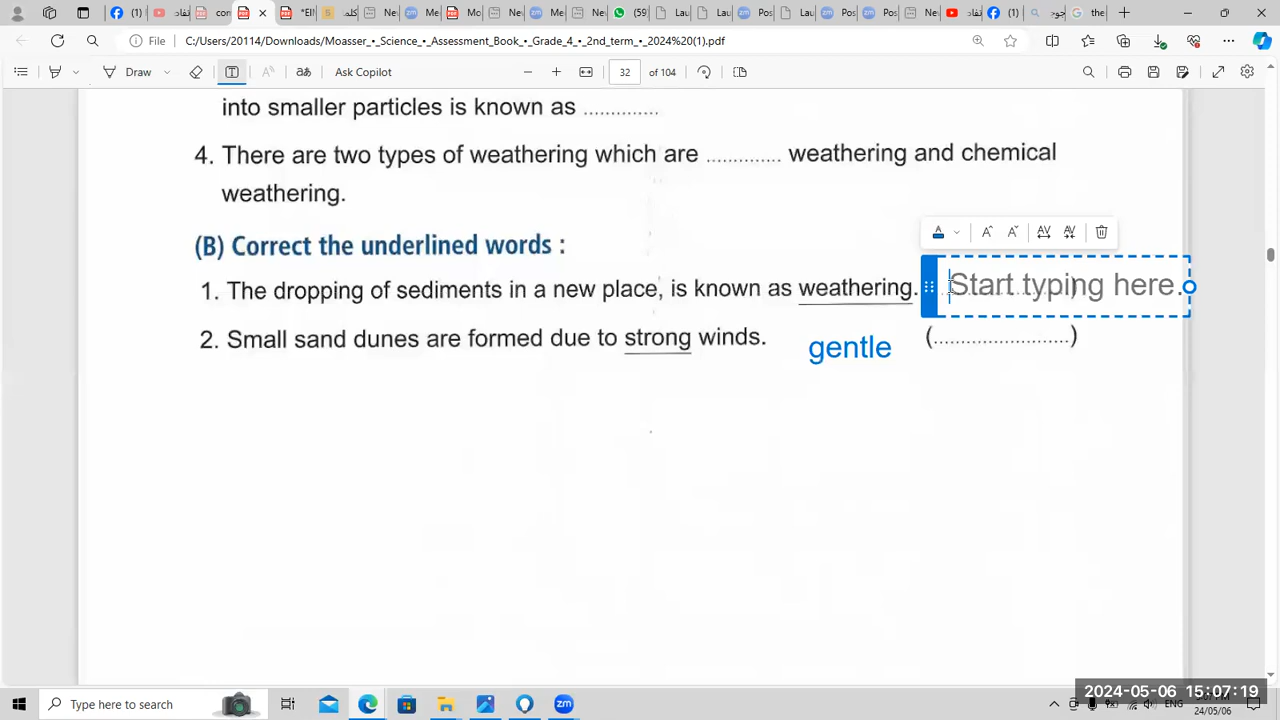 File
C:/Users/20114/Downloads/Moasser_•_Science_•_Assessment_Book_•_Grade_4_•_2nd_term_•_2024%20(1).pdf
Draw
Ask Copilot
32 of 104
into smaller particles is known as ..............
4. There are two types of weathering which are .............. weathering and chemical
weathering.
(B) Correct the underlined words :
1. The dropping of sediments in a new place, is known as weathering.
Start typing here.
2. Small sand dunes are formed due to strong winds. gentle (.........................)
Type here to search
zm
ENG
2024-05-06 15:07:19
24/05/06